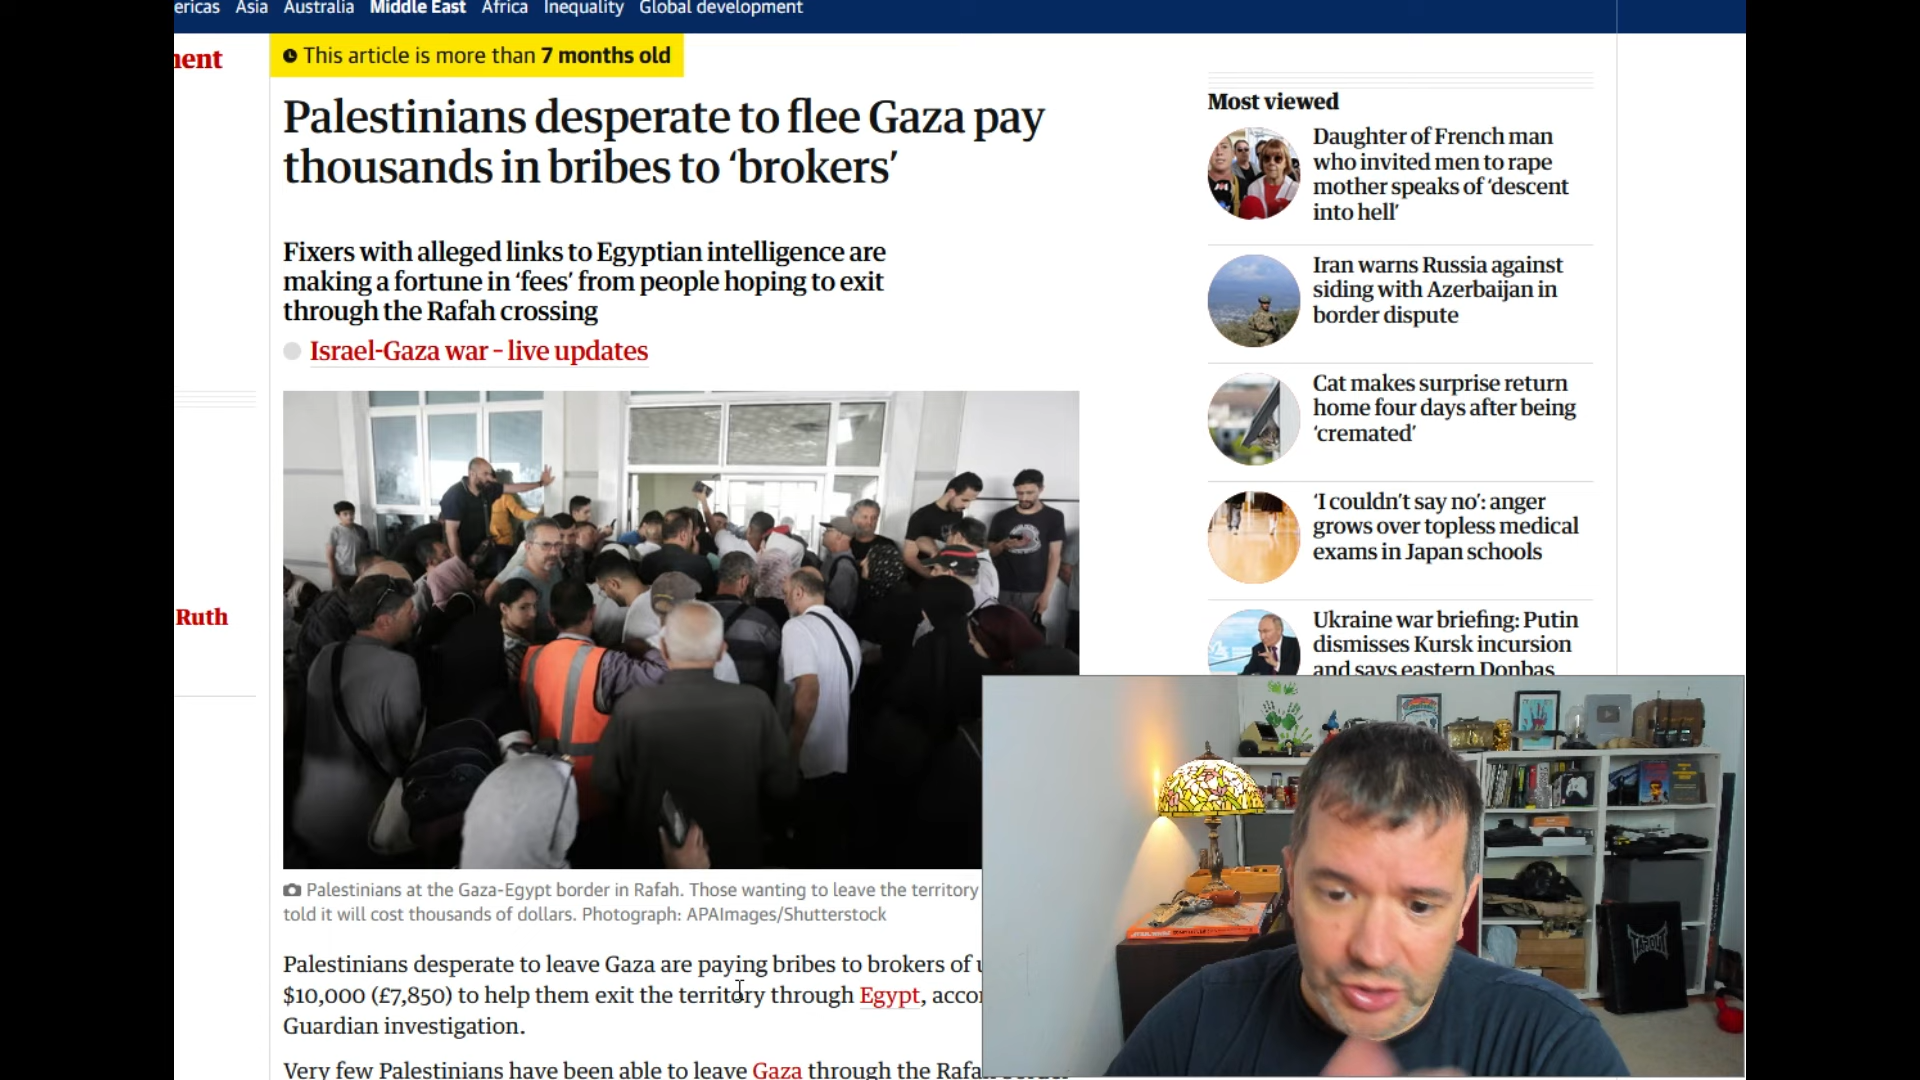 Asia Australia Middle East Africa Inequality Global development
This article is more than 7 months old
Palestinians desperate to flee Gaza pay
thousands in bribes to ‘brokers’
Fixers with alleged links to Egyptian intelligence are
making a fortune in ‘fees’ from people hoping to exit
through the Rafah crossing
Israel-Gaza war – live updates
Palestinians at the Gaza-Egypt border in Rafah. Those wanting to leave the territory
told it will cost thousands of dollars. Photograph: APAImages/Shutterstock
Palestinians desperate to leave Gaza are paying bribes to brokers of
$10,000 (£7,850) to help them exit the territory through Egypt,
Guardian investigation.
Very few Palestinians have been able to leave Gaza through the
Ruth
Most viewed
Daughter of French man
who invited men to rape
mother speaks of ‘descent
into hell’
Iran warns Russia against
siding with Azerbaijan in
border dispute
Cat makes surprise return
home four days after being
‘cremated’
‘I couldn’t say no’: anger
grows over topless medical
exams in Japan schools
Ukraine war briefing: Putin
dismisses Kursk incursion
and says eastern Donbas
TAPOUT